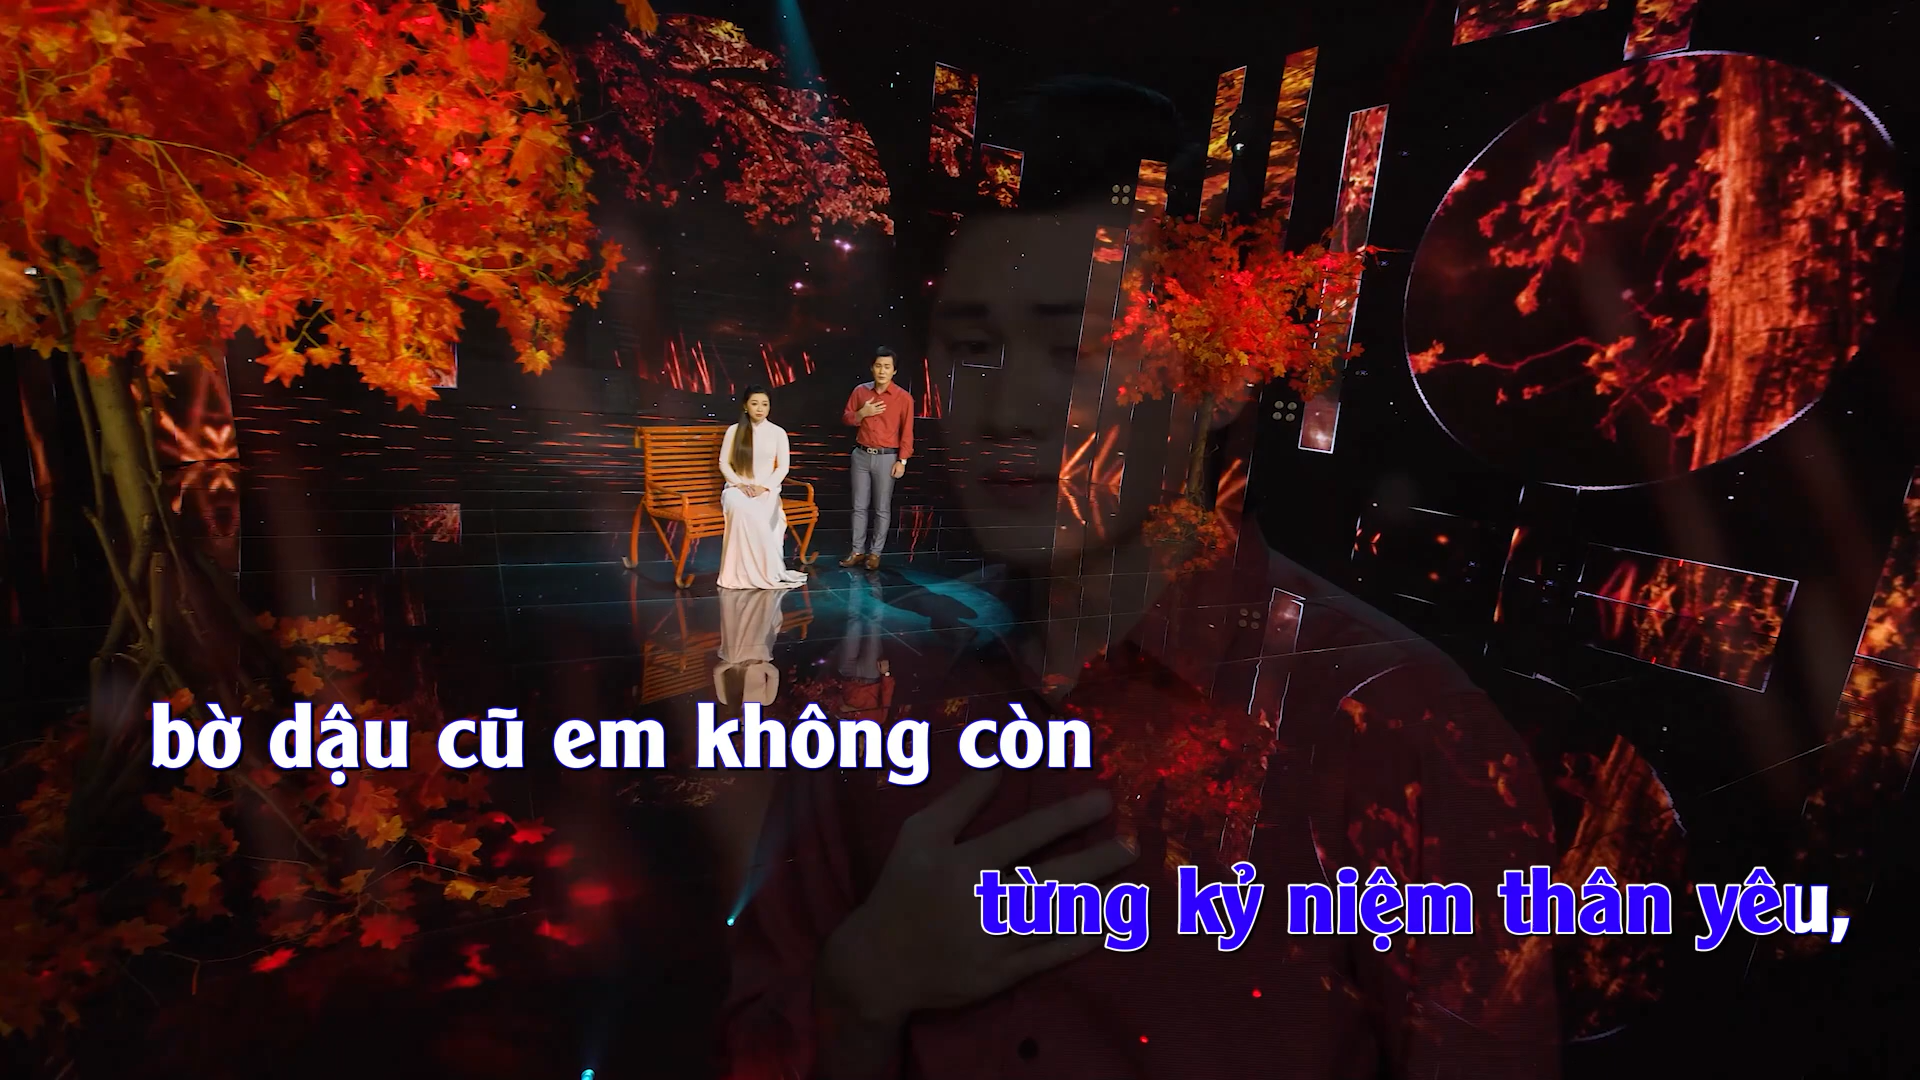 bờ dậu cũ em không còn
từng kỷ niệm thân yêu,